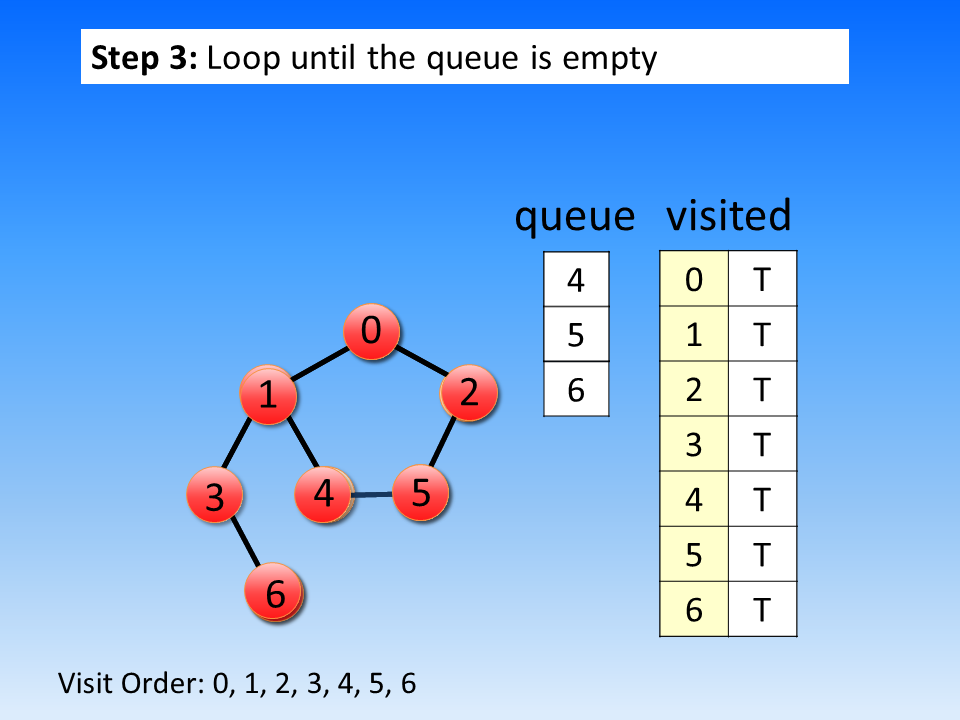 Step 3: Loop until the queue is empty
queue visited
4
5
6
0 T
1 T
2 T
3 T
4 T
5 T
6 T
0
1
2
3
4
5
6
Visit Order: 0, 1, 2, 3, 4, 5, 6